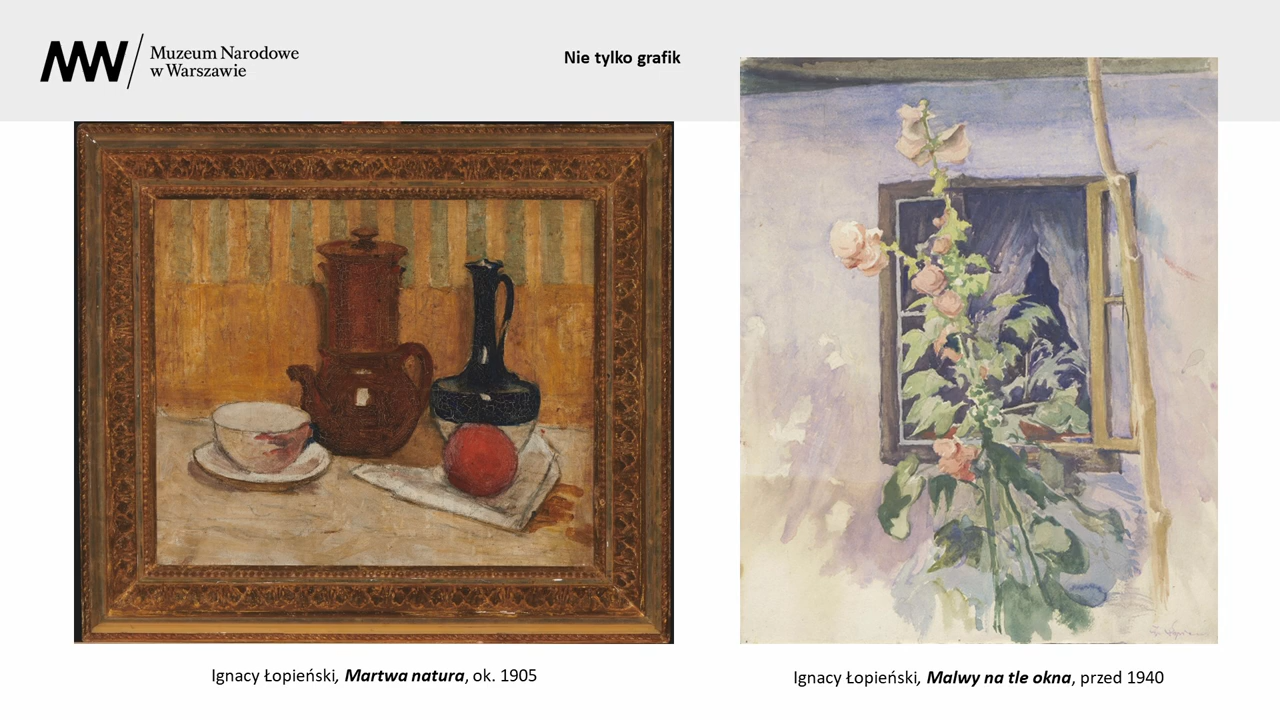 Muzeum Narodowe
w Warszawie
Nie tylko grafik
Ignacy Łopieński, Martwa natura, ok. 1905
Ignacy Łopieński, Malwy na tle okna, przed 1940